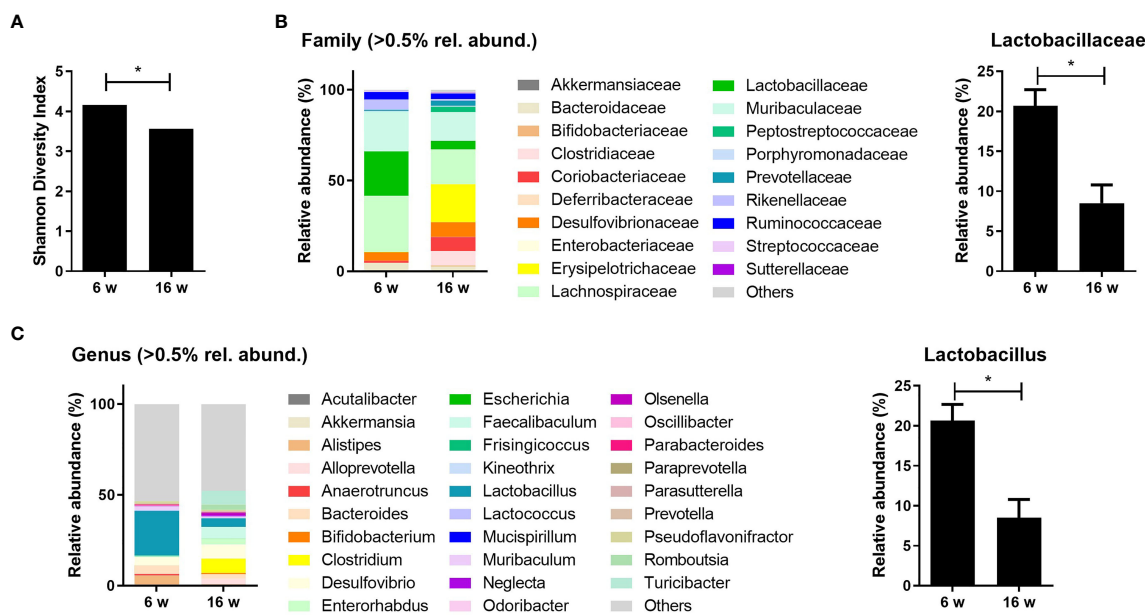 A
*
Shannon Diversity Index
5
4
3
2
1
0
6 w 16 w
B
Family (>0.5% rel. abund.)
Relative abundance (%)
100
50
0
6 w 16 w
Akkermansiaceae
Bacteroidaceae
Bifidobacteriaceae
Clostridiaceae
Coriobacteriaceae
Deferribacteraceae
Desulfovibrionaceae
Enterobacteriaceae
Erysipelotrichaceae
Lachnospiraceae
Lactobacillaceae
Muribaculaceae
Peptostreptococcaceae
Porphyromonadaceae
Prevotellaceae
Rikenellaceae
Ruminococcaceae
Streptococcaceae
Sutterellaceae
Others
Lactobacillaceae
*
Relative abundance (%)
25
20
15
10
5
0
6 w 16 w
C
Genus (>0.5% rel. abund.)
Relative abundance (%)
100
50
0
6 w 16 w
Acutalibacter
Akkermansia
Alistipes
Alloprevotella
Anaerotruncus
Bacteroides
Bifidobacterium
Clostridium
Desulfovibrio
Enterorhabdus
Escherichia
Faecalibaculum
Frisingicoccus
Kineothrix
Lactobacillus
Lactococcus
Mucispirillum
Muribaculum
Neglecta
Odoribacter
Olsenella
Oscillibacter
Parabacteroides
Paraprevotella
Parasutterella
Prevotella
Pseudoflavonifractor
Romboutsia
Turicibacter
Others
Lactobacillus
*
Relative abundance (%)
25
20
15
10
5
0
6 w 16 w